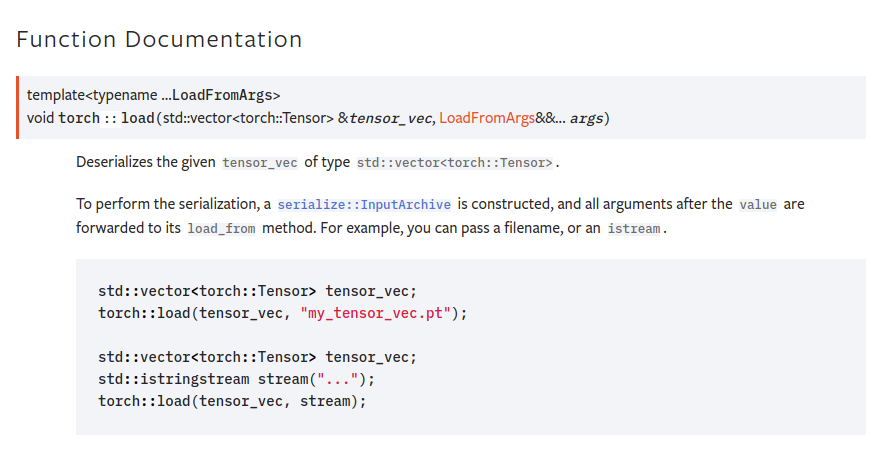 Function Documentation
template<typename ...LoadFromArgs>
void torch::load(std::vector<torch::Tensor> &tensor_vec, LoadFromArgs&&... args)
Deserializes the given tensor_vec of type std::vector<torch::Tensor>.
To perform the serialization, a serialize::InputArchive is constructed, and all arguments after the value are
forwarded to its load_from method. For example, you can pass a filename, or an istream.
std::vector<torch::Tensor> tensor_vec;
torch::load(tensor_vec, "my_tensor_vec.pt");
std::vector<torch::Tensor> tensor_vec;
std::istringstream stream("...");
torch::load(tensor_vec, stream);